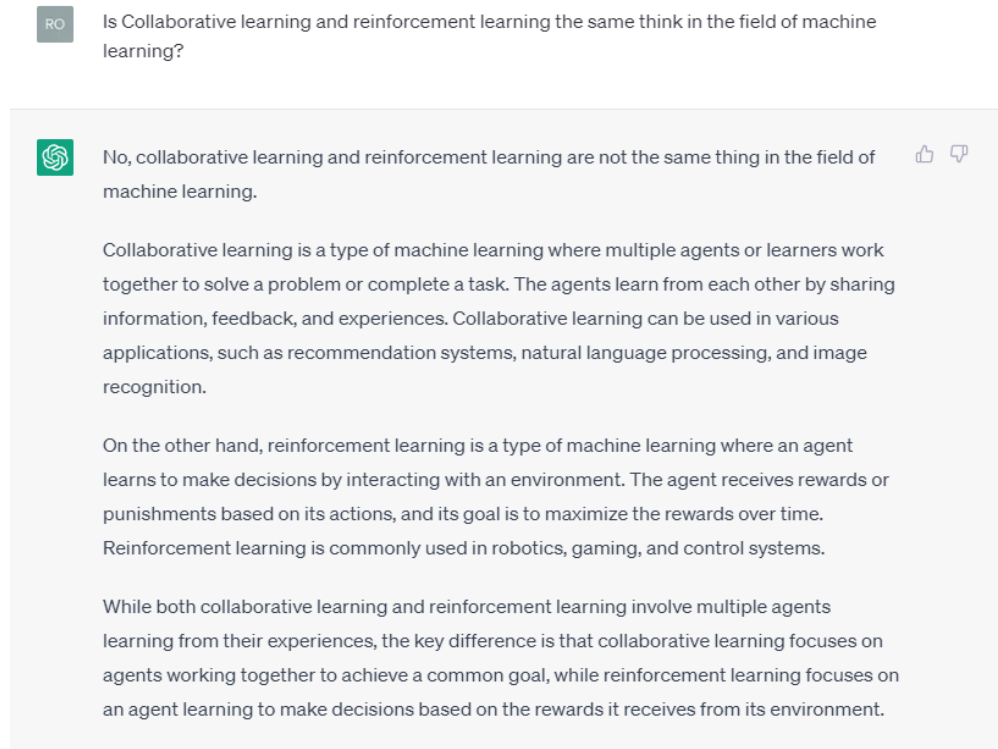 RO
Is Collaborative learning and reinforcement learning the same think in the field of machine
learning?
No, collaborative learning and reinforcement learning are not the same thing in the field of
machine learning.
Collaborative learning is a type of machine learning where multiple agents or learners work
together to solve a problem or complete a task. The agents learn from each other by sharing
information, feedback, and experiences. Collaborative learning can be used in various
applications, such as recommendation systems, natural language processing, and image
recognition.
On the other hand, reinforcement learning is a type of machine learning where an agent
learns to make decisions by interacting with an environment. The agent receives rewards or
punishments based on its actions, and its goal is to maximize the rewards over time.
Reinforcement learning is commonly used in robotics, gaming, and control systems.
While both collaborative learning and reinforcement learning involve multiple agents
learning from their experiences, the key difference is that collaborative learning focuses on
agents working together to achieve a common goal, while reinforcement learning focuses on
an agent learning to make decisions based on the rewards it receives from its environment.